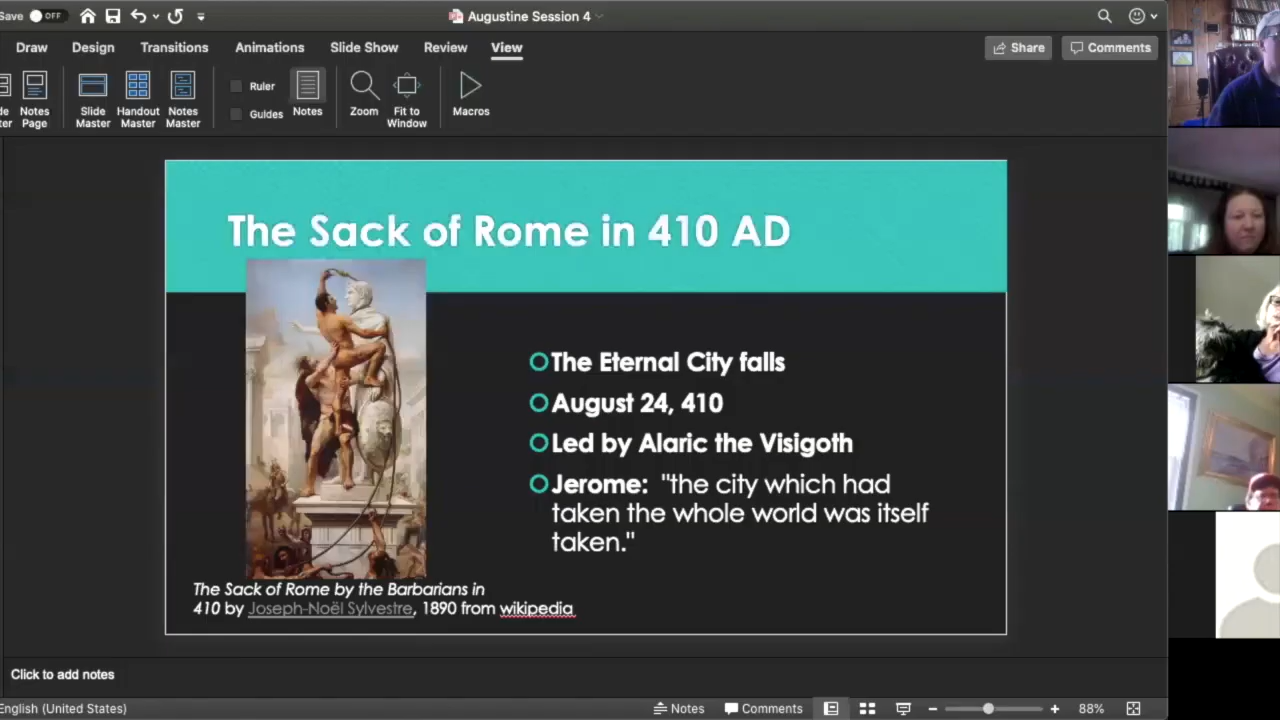 Save OFF
Augustine Session 4
Draw Design Transitions Animations Slide Show Review View
Share Comments
Notes
Page
Slide
Master
Handout
Master
Notes
Master
Ruler
Guides
Notes
Zoom
Fit to
Window
Macros
The Sack of Rome in 410 AD
The Eternal City falls
August 24, 410
Led by Alaric the Visigoth
Jerome: "the city which had
taken the whole world was itself
taken."
The Sack of Rome by the Barbarians in
410 by Joseph-Noël Sylvestre, 1890 from wikipedia
Click to add notes
English (United States) Notes Comments 88%